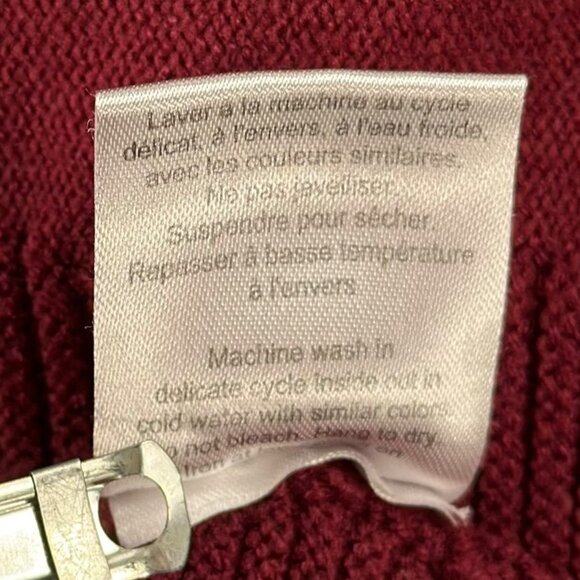 Laver à la machine au cycle
délicat, à l'envers, à l'eau froide,
avec les couleurs similaires.
Ne pas javelliser.
Suspendre pour sécher.
Repasser à basse température
à l'envers
Machine wash in
delicate cycle inside out in
cold water with similar colors.
not bleach. Hang to dry.